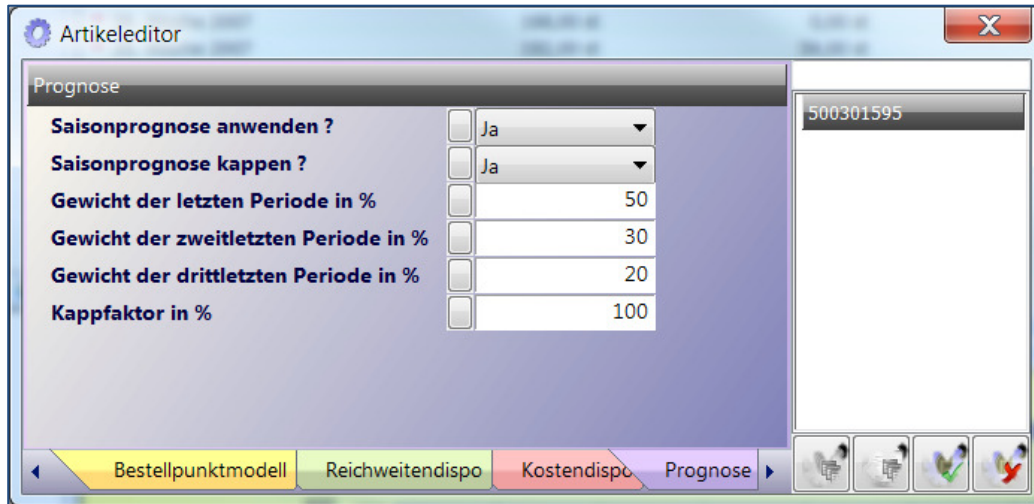 Artikeleditor
Prognose
Saisonprognose anwenden ? Ja
Saisonprognose kappen ? Ja
Gewicht der letzten Periode in % 50
Gewicht der zweitletzten Periode in % 30
Gewicht der drittletzten Periode in % 20
Kappfaktor in % 100
500301595
Bestellpunktmodell Reichweitendispo Kostendispo Prognose